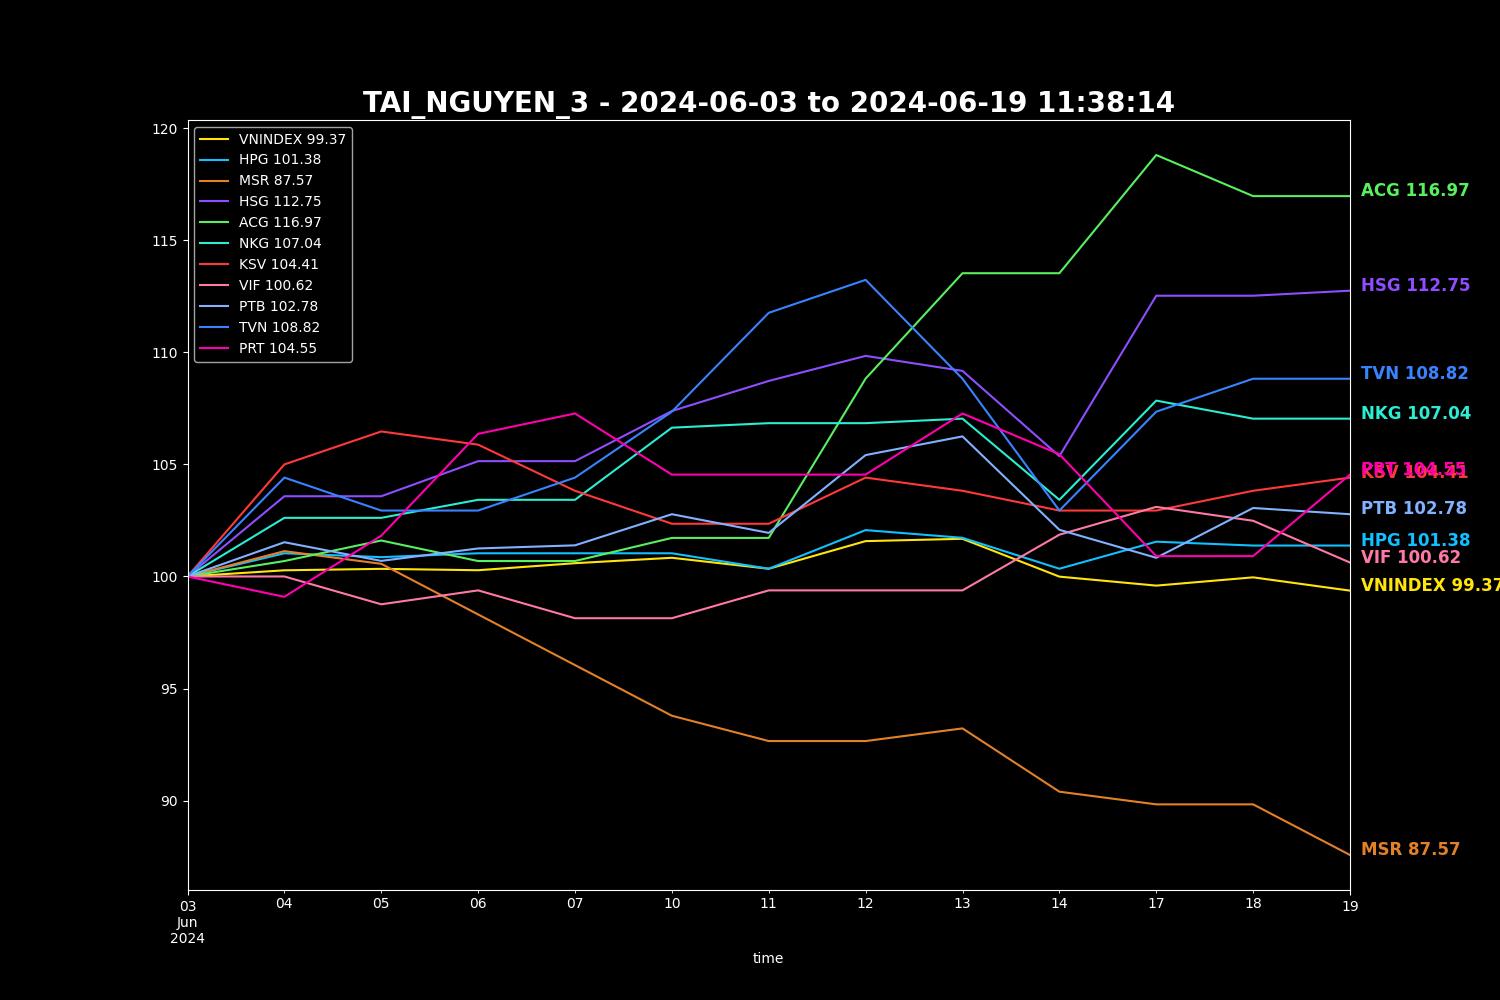 TAI_NGUYEN_3 - 2024-06-03 to 2024-06-19 11:38:14
120
115
110
105
100
95
90
VNINDEX 99.37
HPG 101.38
MSR 87.57
HSG 112.75
ACG 116.97
NKG 107.04
KSV 104.41
VIF 100.62
PTB 102.78
TVN 108.82
PRT 104.55
ACG 116.97
HSG 112.75
TVN 108.82
NKG 107.04
PRT 104.55
KSV 104.41
PTB 102.78
HPG 101.38
VIF 100.62
VNINDEX 99.37
MSR 87.57
03 04 05 06 07 10 11 12 13 14 17 18 19
Jun
2024
time